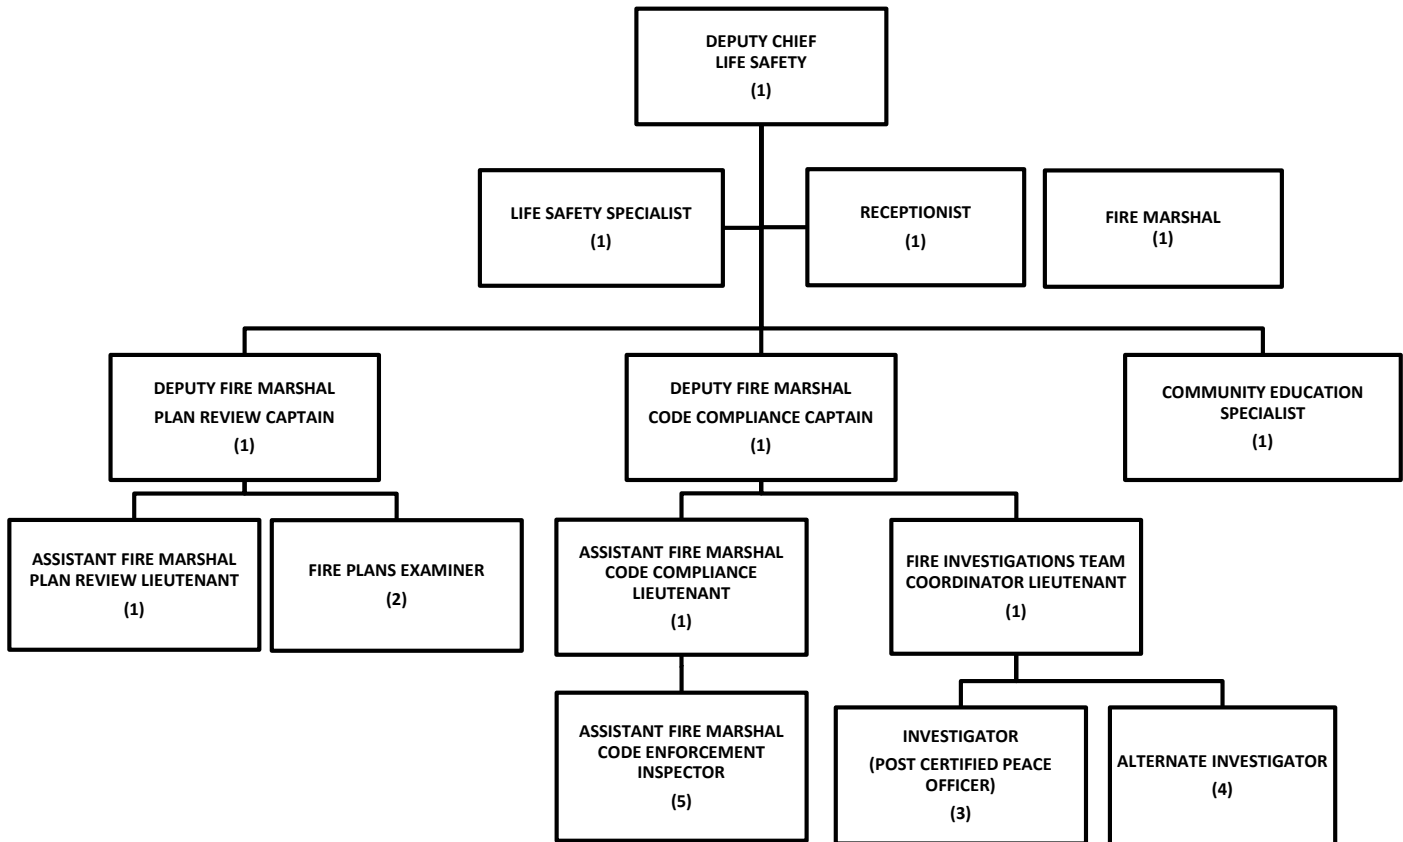 DEPUTY CHIEF
LIFE SAFETY
(1)
LIFE SAFETY SPECIALIST
(1)
RECEPTIONIST
(1)
FIRE MARSHAL
(1)
DEPUTY FIRE MARSHAL
PLAN REVIEW CAPTAIN
(1)
DEPUTY FIRE MARSHAL
CODE COMPLIANCE CAPTAIN
(1)
COMMUNITY EDUCATION
SPECIALIST
(1)
ASSISTANT FIRE MARSHAL
PLAN REVIEW LIEUTENANT
(1)
FIRE PLANS EXAMINER
(2)
ASSISTANT FIRE MARSHAL
CODE COMPLIANCE
LIEUTENANT
(1)
FIRE INVESTIGATIONS TEAM
COORDINATOR LIEUTENANT
(1)
ASSISTANT FIRE MARSHAL
CODE ENFORCEMENT
INSPECTOR
(5)
INVESTIGATOR
(POST CERTIFIED PEACE
OFFICER)
(3)
ALTERNATE INVESTIGATOR
(4)